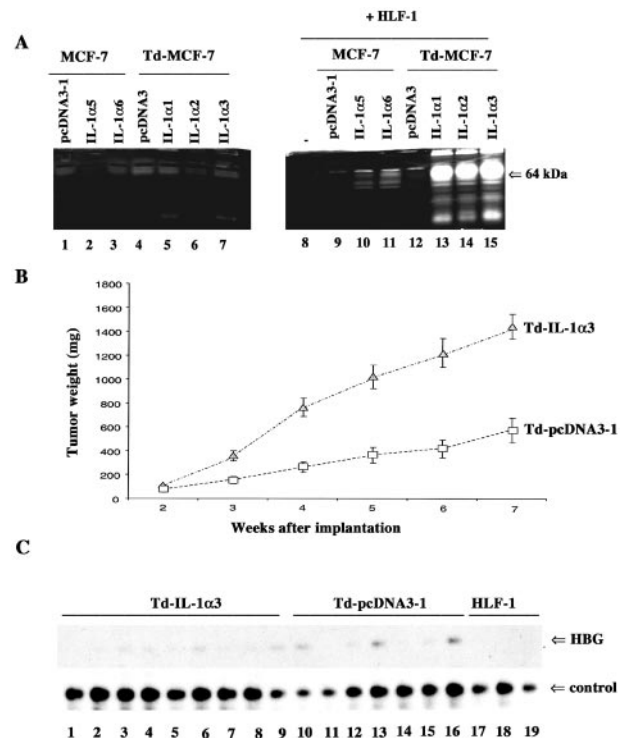 + HLF-1
A
MCF-7 Td-MCF-7 MCF-7 Td-MCF-7
pcDNA3-1 IL-1α5 IL-1α6 pcDNA3 IL-1α1 IL-1α2 IL-1α3 - pcDNA3-1 IL-1α5 IL-1α6 pcDNA3 IL-1α1 IL-1α2 IL-1α3
⇐ 64 kDa
1 2 3 4 5 6 7 8 9 10 11 12 13 14 15
B
Tumor weight (mg)
1800
1600
1400
1200
1000
800
600
400
200
0
Td-IL-1α3
Td-pcDNA3-1
2 3 4 5 6 7
Weeks after implantation
C
Td-IL-1α3 Td-pcDNA3-1 HLF-1
⇐ HBG
⇐ control
1 2 3 4 5 6 7 8 9 10 11 12 13 14 15 16 17 18 19